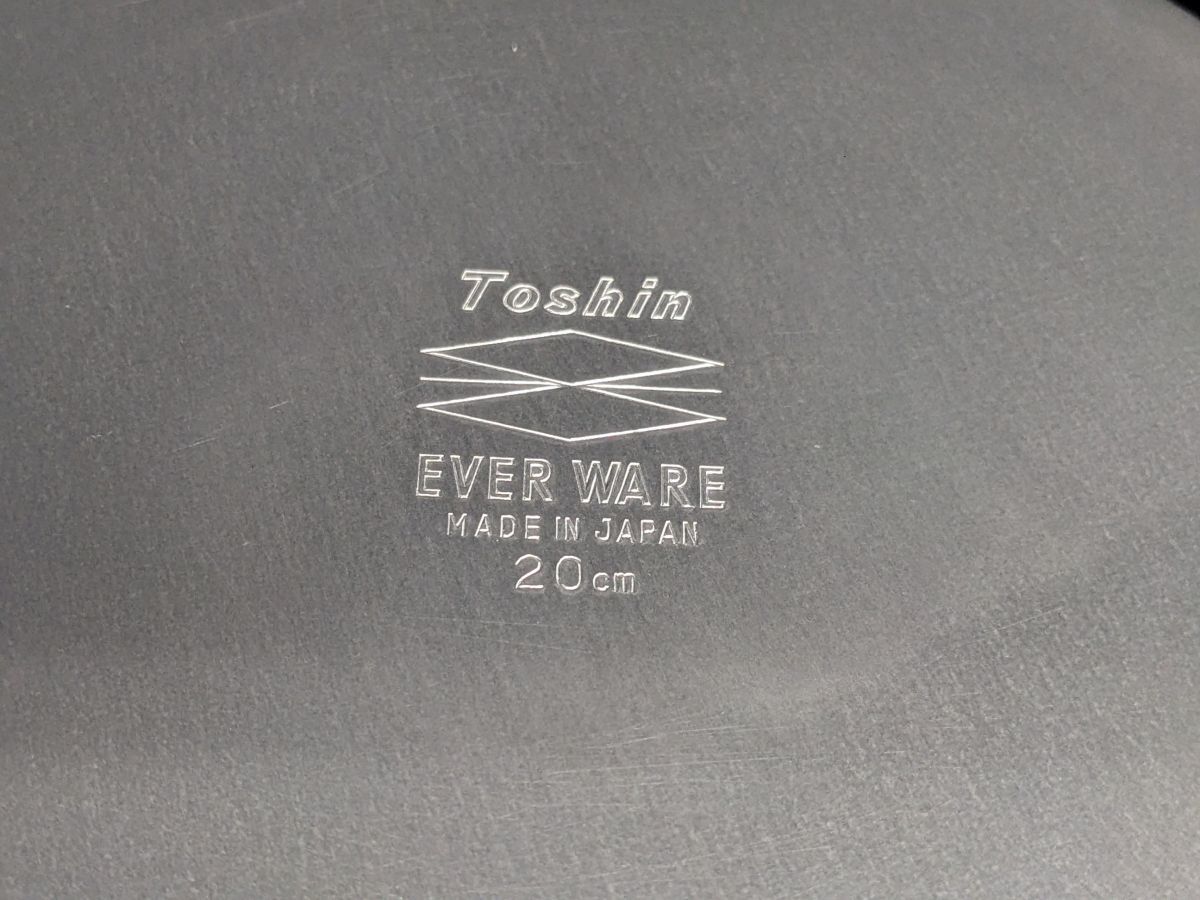 Toshin
EVER WARE
MADE IN JAPAN
20cm